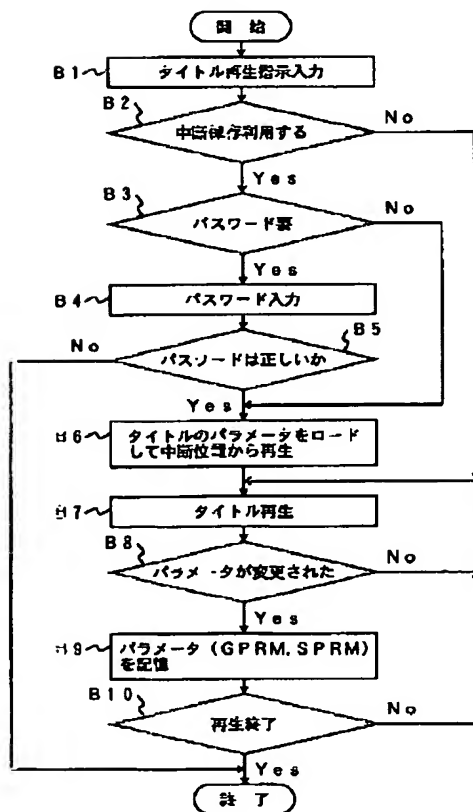 開始
B1
タイトル再生指示入力
B2
中断保存利用する
No
Yes
B3
パスワード要
No
Yes
B4
パスワード入力
B5
No
パスワードは正しいか
Yes
B6
タイトルのパラメータをロード
して中断位置から再生
B7
タイトル再生
B8
パラメータが変更された
No
Yes
B9
パラメータ(GPRM,SPRM)
を記憶
B10
再生終了
No
Yes
終了